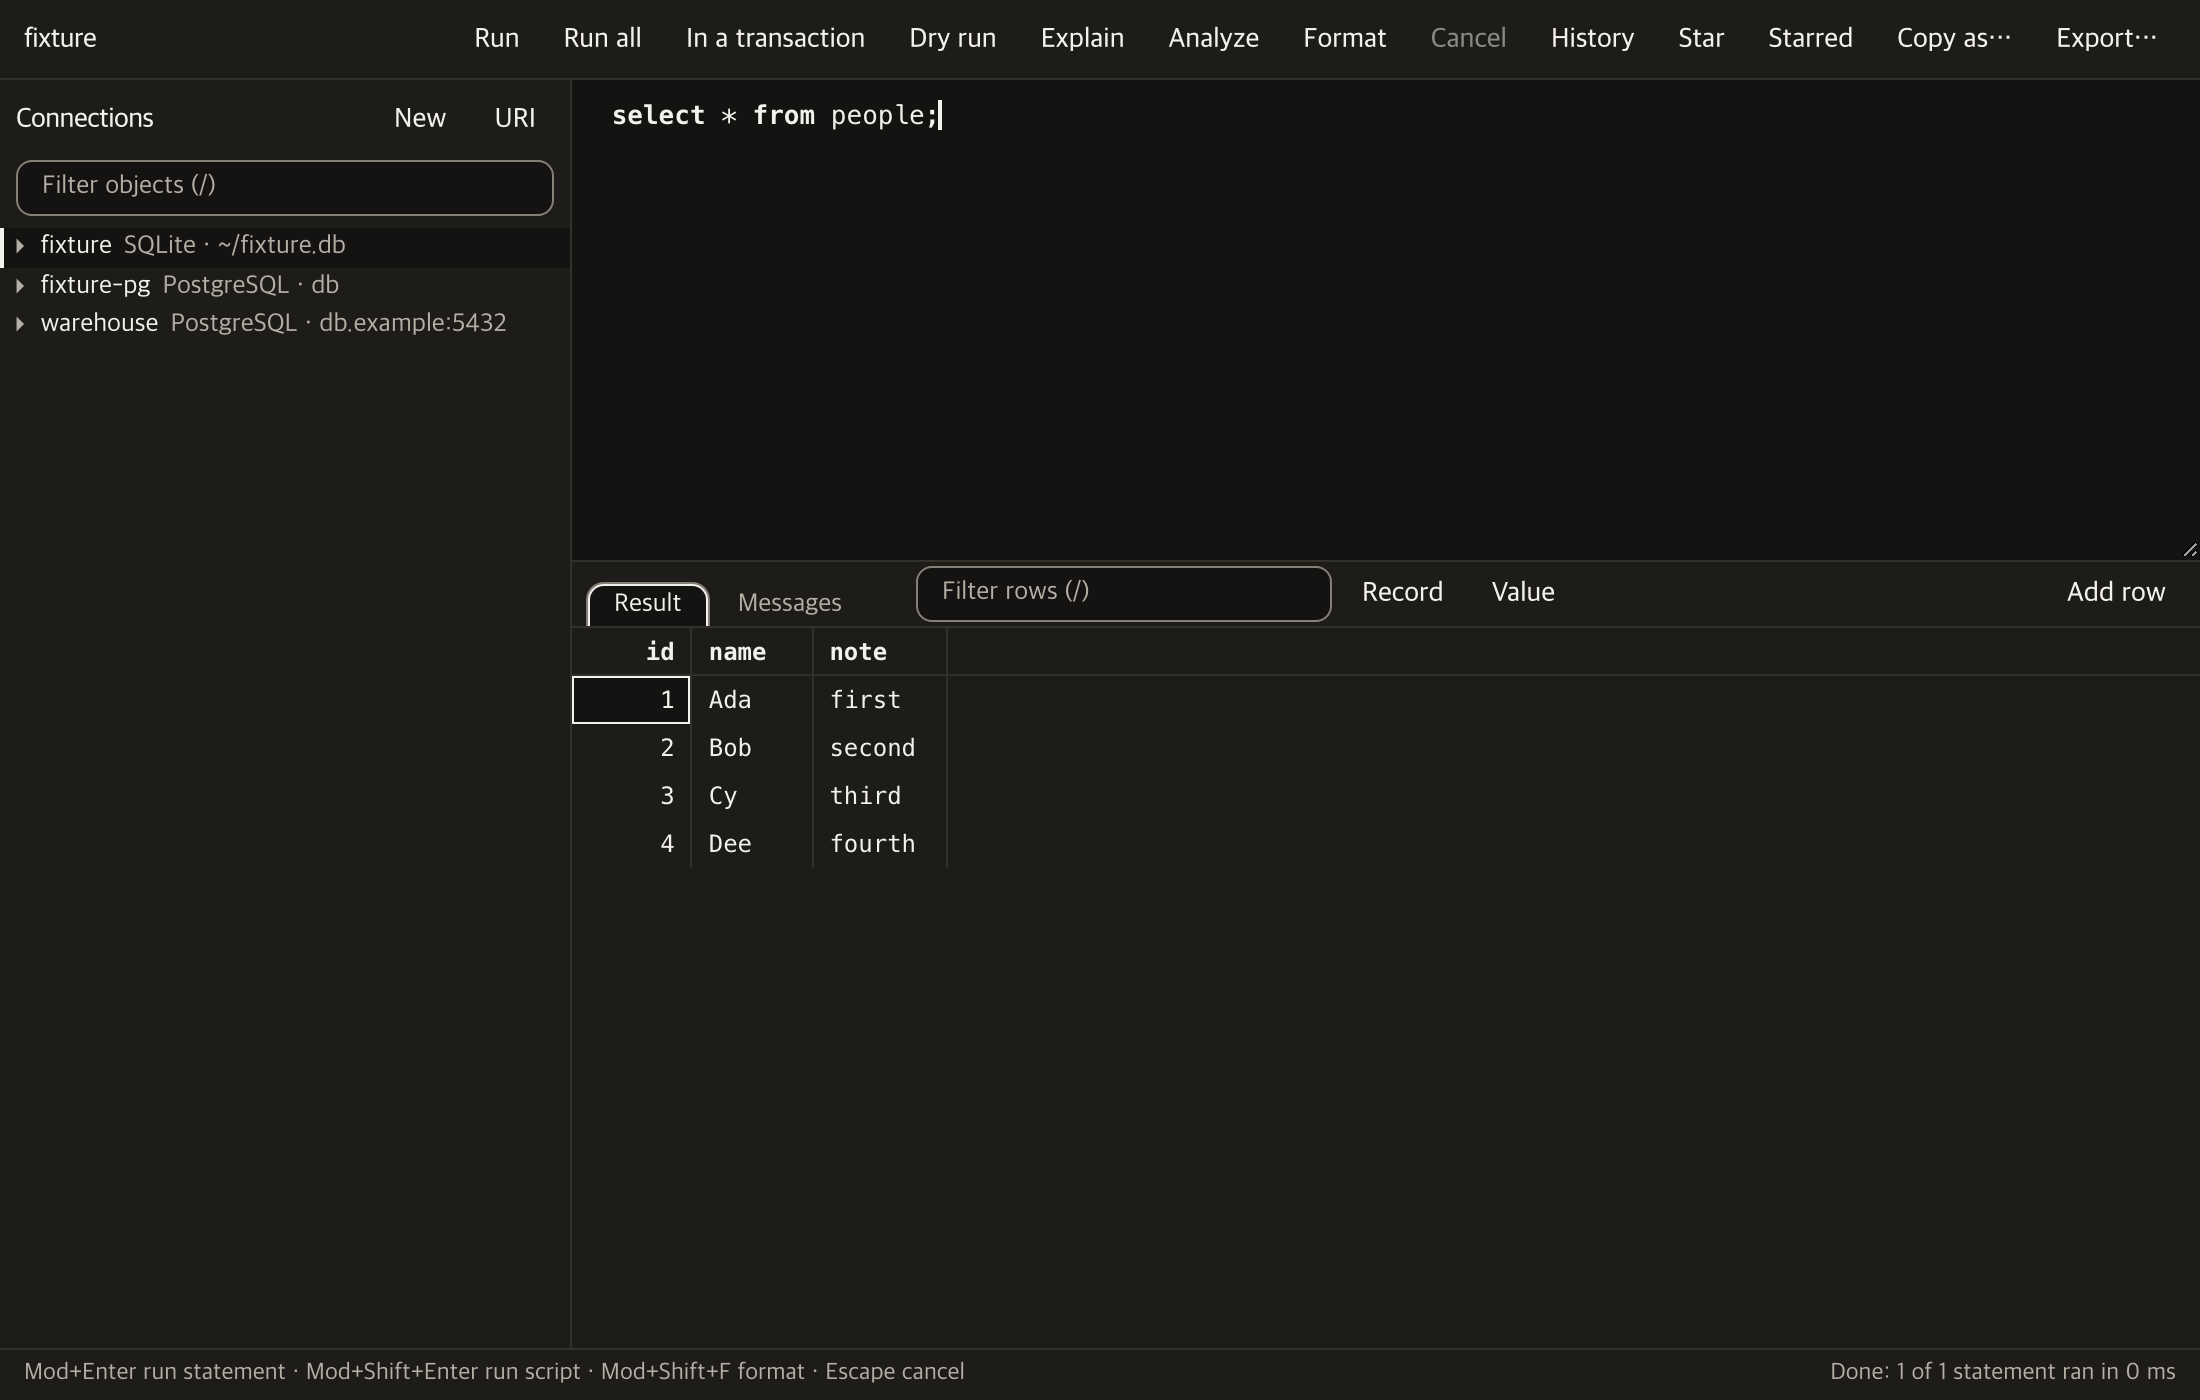 fixture Run Run all In a transaction Dry run Explain Analyze Format Cancel History Star Starred Copy as⋯ Export⋯
Connections New URI
Filter objects (/)
fixture SQLite · ~/fixture.db
fixture-pg PostgreSQL · db
warehouse PostgreSQL · db.example:5432
select * from people;
Result Messages Filter rows (/) Record Value Add row
id name note
1 Ada first
2 Bob second
3 Cy third
4 Dee fourth
Mod+Enter run statement · Mod+Shift+Enter run script · Mod+Shift+F format · Escape cancel
Done: 1 of 1 statement ran in 0 ms